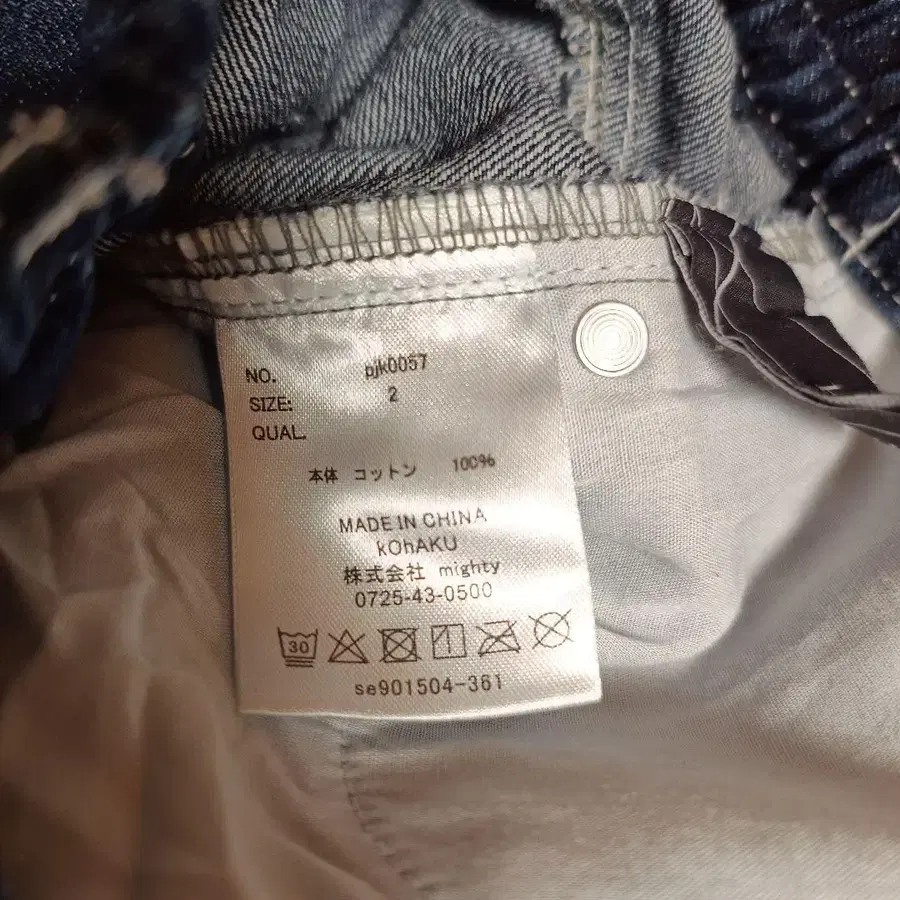 NO. pjk0057
SIZE: 2
QUAL.
本体 コットン 100%
MADE IN CHINA
kOhAKU
株式会社 mighty
0725-43-0500
30
se901504-361